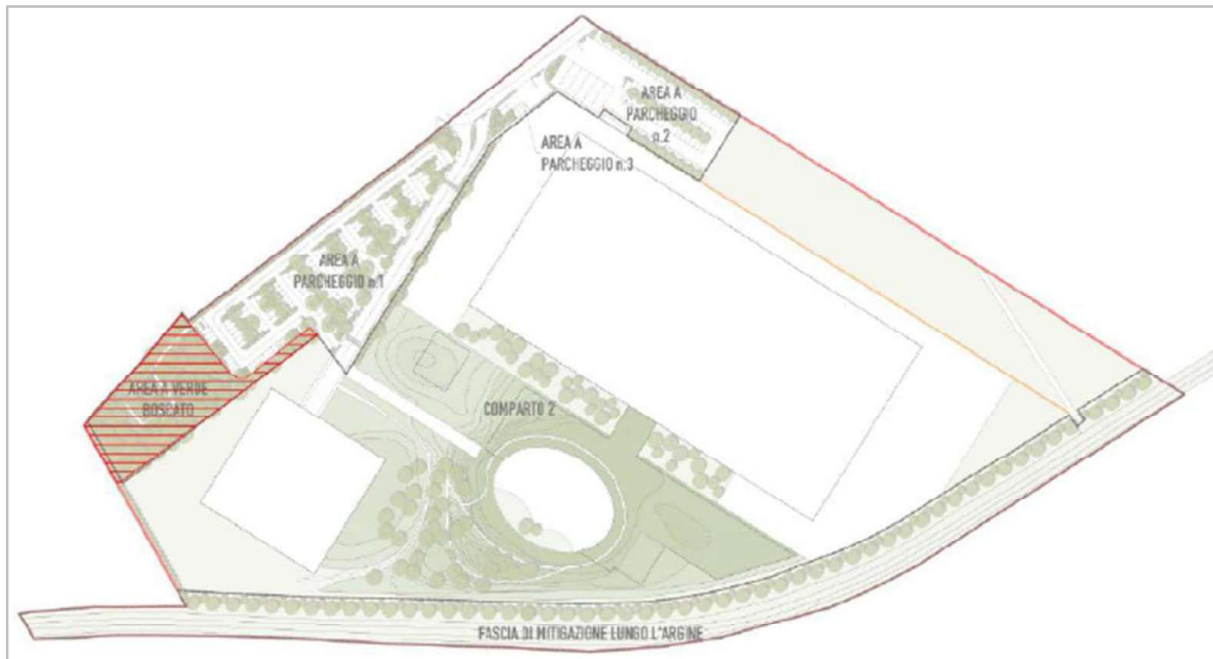 AREA A
PARCHEGGIO
n.2
AREA A
PARCHEGGIO n.3
AREA A
PARCHEGGIO n.1
AREA A VERDE
BOSCATO
COMPARTO 2
FASCIA DI MITIGAZIONE LUNGO L'ARGINE